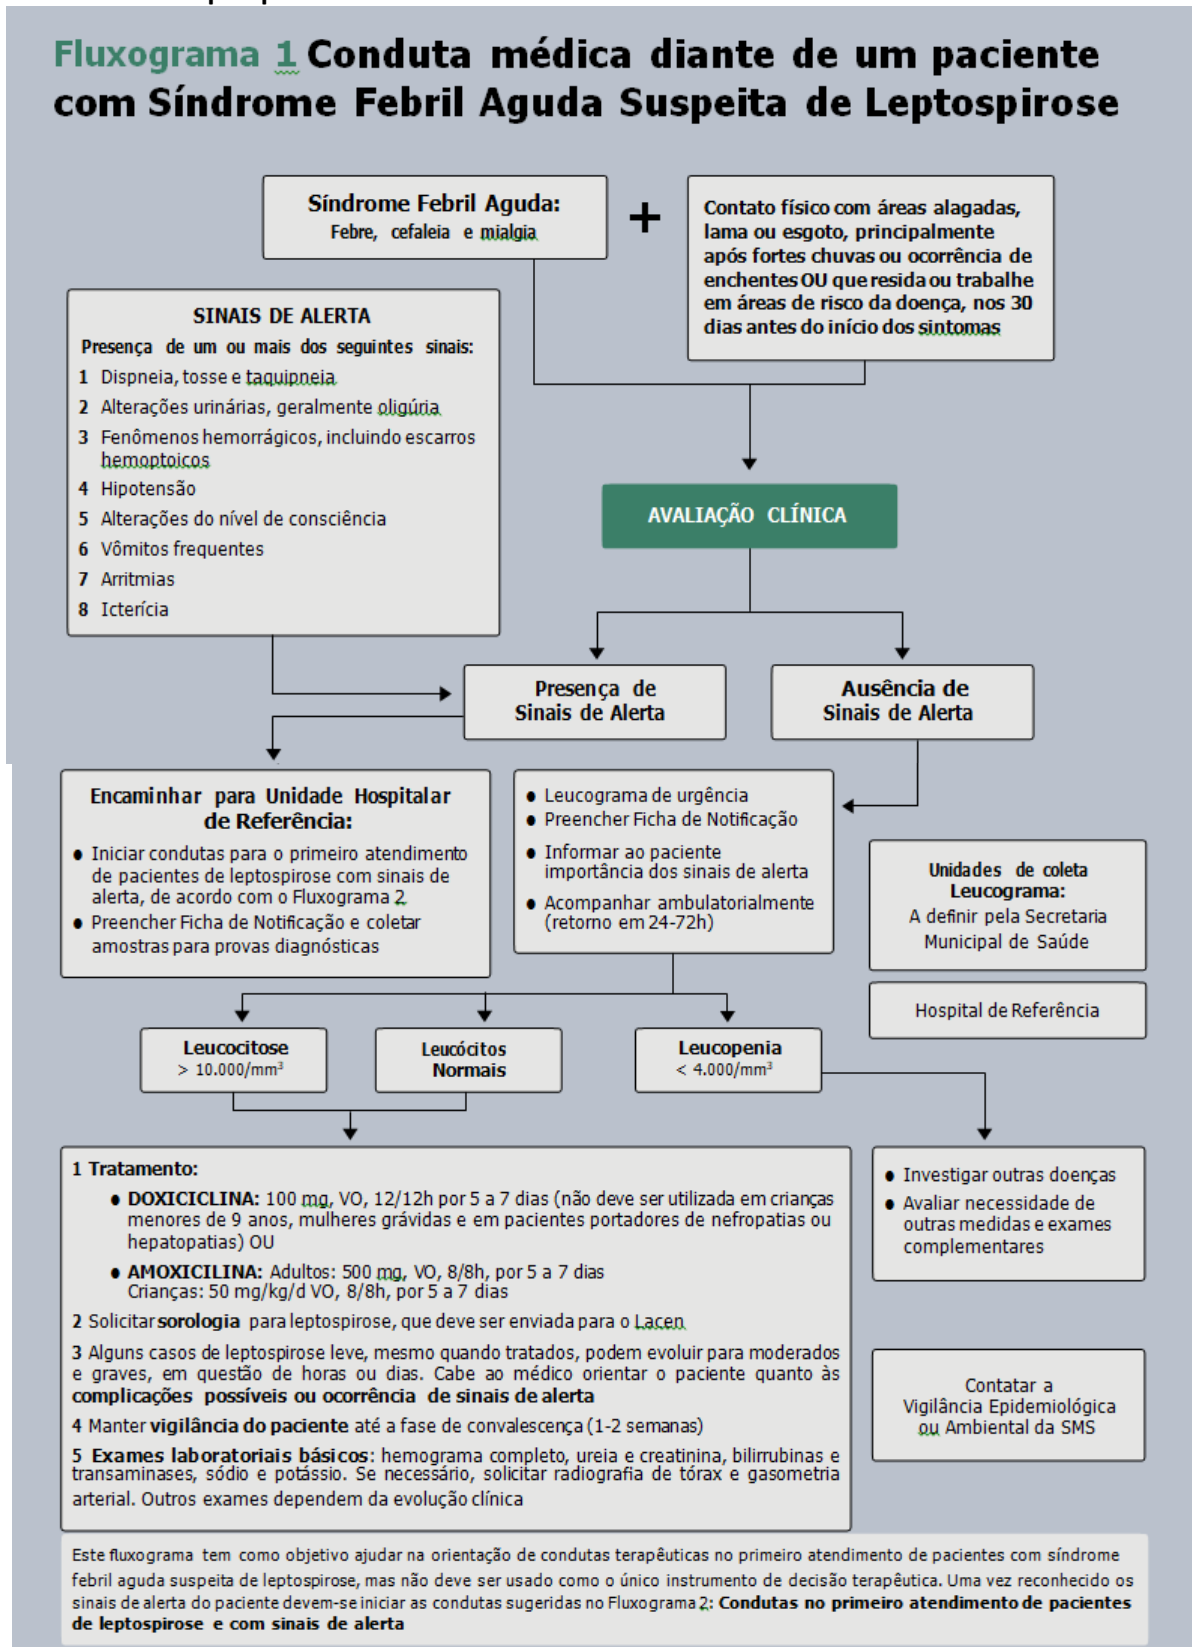 Fluxograma 1 Conduta médica diante de um paciente
com Síndrome Febril Aguda Suspeita de Leptospirose
Síndrome Febril Aguda:
Febre, cefaleia e mialgia
+
Contato físico com áreas alagadas,
lama ou esgoto, principalmente
após fortes chuvas ou ocorrência de
enchentes OU que resida ou trabalhe
em áreas de risco da doença, nos 30
dias antes do início dos sintomas
SINAIS DE ALERTA
Presença de um ou mais dos seguintes sinais:
1 Dispneia, tosse e taquipneia
2 Alterações urinárias, geralmente oligúria
3 Fenômenos hemorrágicos, incluindo escarros
hemoptoicos
4 Hipotensão
5 Alterações do nível de consciência
6 Vômitos frequentes
7 Arritmias
8 Icterícia
AVALIAÇÃO CLÍNICA
Presença de
Sinais de Alerta
Ausência de
Sinais de Alerta
Encaminhar para Unidade Hospitalar
de Referência:
● Iniciar condutas para o primeiro atendimento
de pacientes de leptospirose com sinais de
alerta, de acordo com o Fluxograma 2
● Preencher Ficha de Notificação e coletar
amostras para provas diagnósticas
● Leucograma de urgência
● Preencher Ficha de Notificação
● Informar ao paciente
importância dos sinais de alerta
● Acompanhar ambulatorialmente
(retorno em 24-72h)
Unidades de coleta
Leucograma:
A definir pela Secretaria
Municipal de Saúde
Hospital de Referência
Leucocitose
> 10.000/mm³
Leucócitos
Normais
Leucopenia
< 4.000/mm³
1 Tratamento:
● DOXICICLINA: 100 mg, VO, 12/12h por 5 a 7 dias (não deve ser utilizada em crianças
menores de 9 anos, mulheres grávidas e em pacientes portadores de nefropatias ou
hepatopatias) OU
● AMOXICILINA: Adultos: 500 mg, VO, 8/8h, por 5 a 7 dias
Crianças: 50 mg/kg/d VO, 8/8h, por 5 a 7 dias
2 Solicitar sorologia para leptospirose, que deve ser enviada para o Lacen
3 Alguns casos de leptospirose leve, mesmo quando tratados, podem evoluir para moderados
e graves, em questão de horas ou dias. Cabe ao médico orientar o paciente quanto às
complicações possíveis ou ocorrência de sinais de alerta
4 Manter vigilância do paciente até a fase de convalescença (1-2 semanas)
5 Exames laboratoriais básicos: hemograma completo, ureia e creatinina, bilirrubinas e
transaminases, sódio e potássio. Se necessário, solicitar radiografia de tórax e gasometria
arterial. Outros exames dependem da evolução clínica
● Investigar outras doenças
● Avaliar necessidade de
outras medidas e exames
complementares
Contatar a
Vigilância Epidemiológica
ou Ambiental da SMS
Este fluxograma tem como objetivo ajudar na orientação de condutas terapêuticas no primeiro atendimento de pacientes com síndrome
febril aguda suspeita de leptospirose, mas não deve ser usado como o único instrumento de decisão terapêutica. Uma vez reconhecido os
sinais de alerta do paciente devem-se iniciar as condutas sugeridas no Fluxograma 2: Condutas no primeiro atendimento de pacientes
de leptospirose e com sinais de alerta